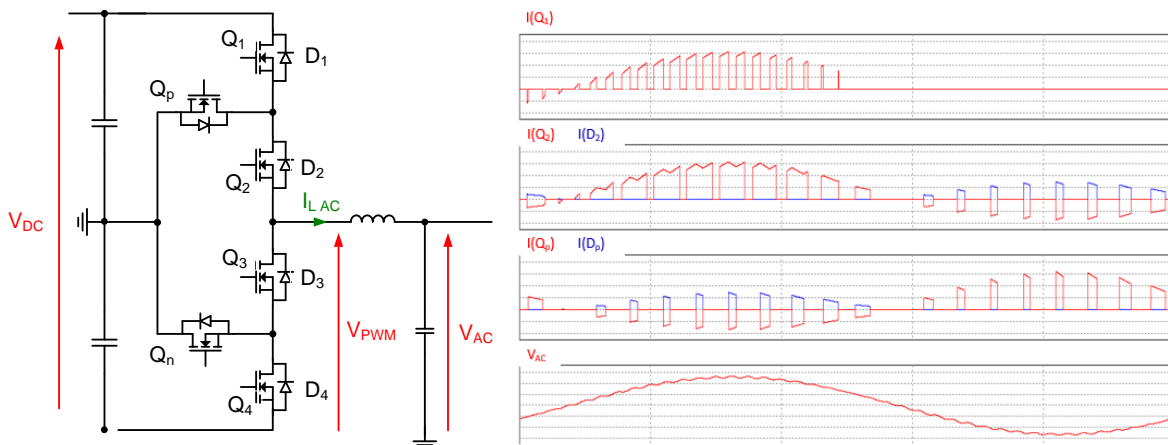 Q1
D1
Qp
D2
Q2
IL AC
VDC
Q3
D3
VPWM
VAC
Qn
Q4
D4
I(Q1)
I(Q2) I(D2)
I(Qp) I(Dp)
VAC